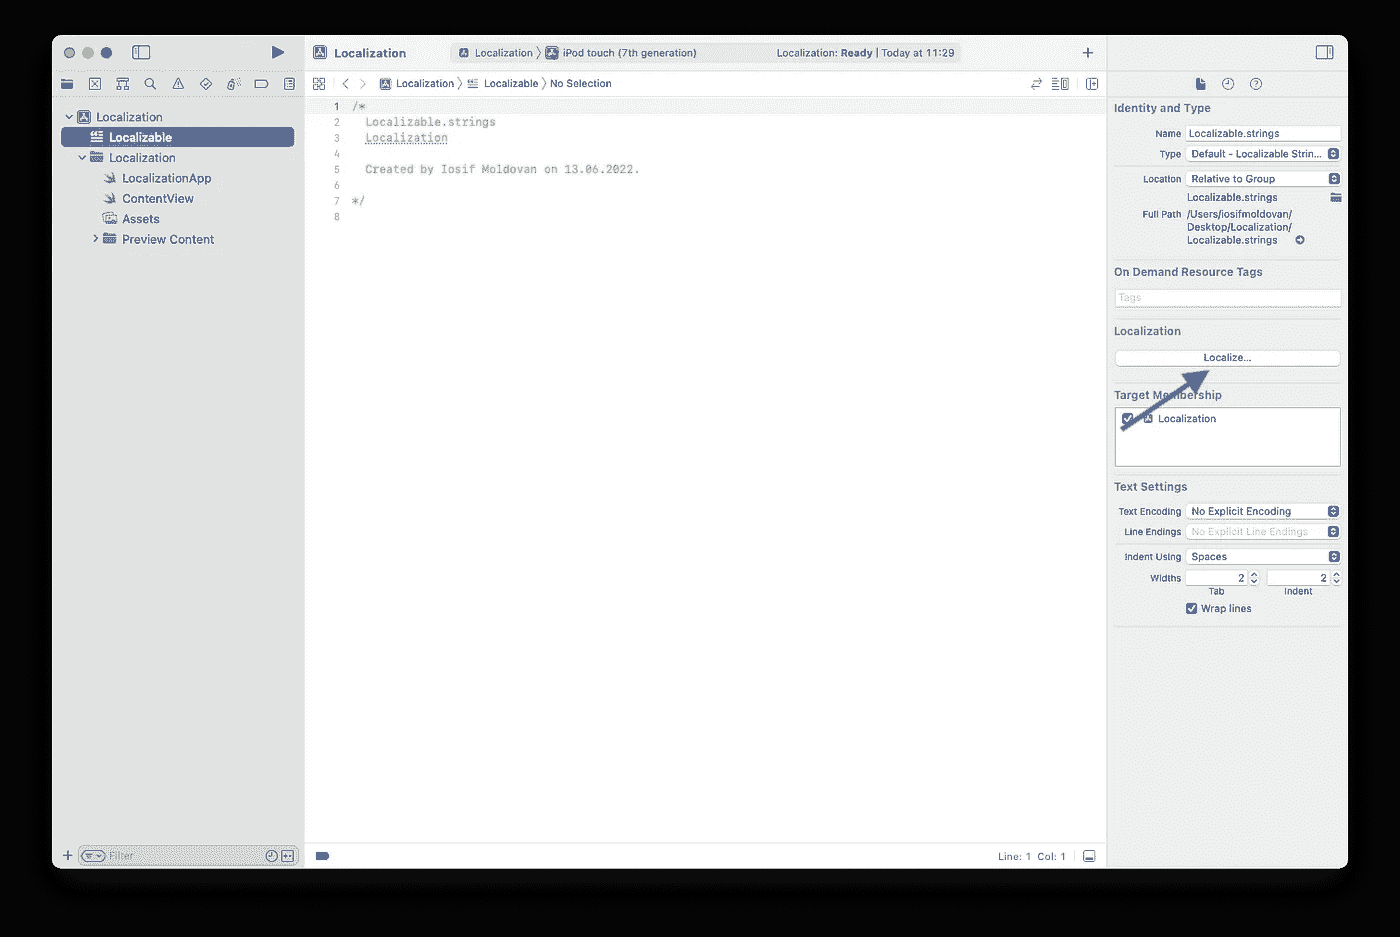 Localization
Localization
iPod touch (7th generation)
Localization: Ready | Today at 11:29
Localization
Localizable
No Selection
Localization
Localizable
Localization
LocalizationApp
ContentView
Assets
Preview Content
Filter
1 /*
2 Localizable.strings
3 Localization
4
5 Created by Iosif Moldovan on 13.06.2022.
6
7 */
8
Line: 1 Col: 1
Identity and Type
Name Localizable.strings
Type Default - Localizable Strin...
Location Relative to Group
Localizable.strings
Full Path /Users/iosifmoldovan/
Desktop/Localization/
Localizable.strings
On Demand Resource Tags
Tags
Localization
Localize...
Target Membership
Localization
Text Settings
Text Encoding No Explicit Encoding
Line Endings No Explicit Line Endings
Indent Using Spaces
Widths 2 2
Tab Indent
Wrap lines